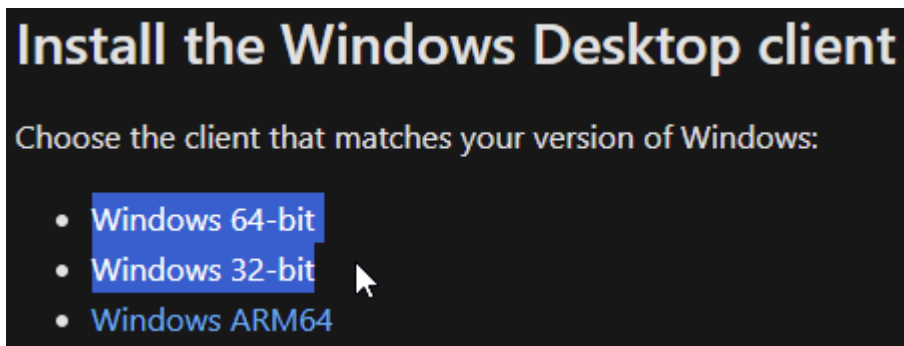 Install the Windows Desktop client
Choose the client that matches your version of Windows:
Windows 64-bit
Windows 32-bit
Windows ARM64